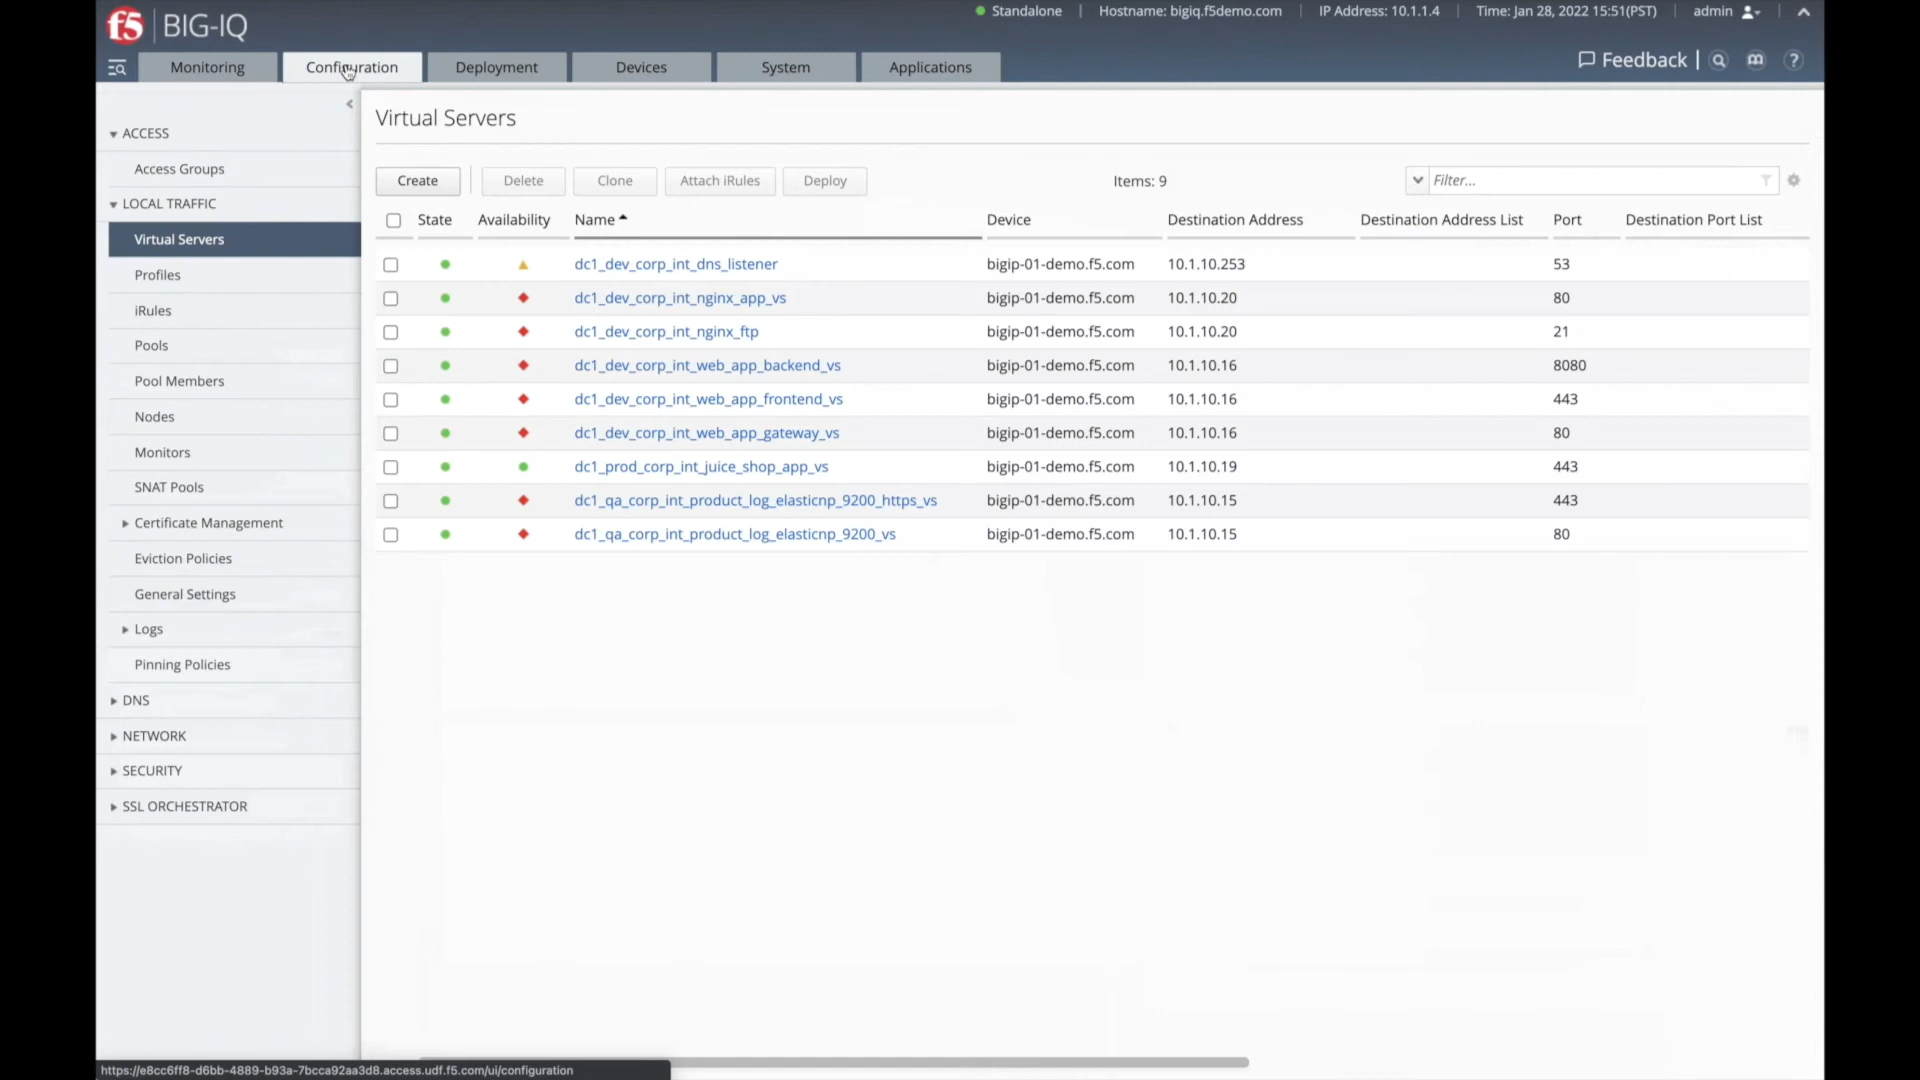 f5 BIG-IQ
Standalone | Hostname: bigiq.f5demo.com | IP Address: 10.1.1.4 | Time: Jan 28, 2022 15:51(PST) | admin
Monitoring Configuration Deployment Devices System Applications
Feedback | ?
ACCESS
Access Groups
LOCAL TRAFFIC
Virtual Servers
Profiles
iRules
Pools
Pool Members
Nodes
Monitors
SNAT Pools
Certificate Management
Eviction Policies
General Settings
Logs
Pinning Policies
DNS
NETWORK
SECURITY
SSL ORCHESTRATOR
Virtual Servers
Create Delete Clone Attach iRules Deploy Items: 9 Filter...
State Availability Name Device Destination Address Destination Address List Port Destination Port List
dc1_dev_corp_int_dns_listener bigip-01-demo.f5.com 10.1.10.253 53
dc1_dev_corp_int_nginx_app_vs bigip-01-demo.f5.com 10.1.10.20 80
dc1_dev_corp_int_nginx_ftp bigip-01-demo.f5.com 10.1.10.20 21
dc1_dev_corp_int_web_app_backend_vs bigip-01-demo.f5.com 10.1.10.16 8080
dc1_dev_corp_int_web_app_frontend_vs bigip-01-demo.f5.com 10.1.10.16 443
dc1_dev_corp_int_web_app_gateway_vs bigip-01-demo.f5.com 10.1.10.16 80
dc1_prod_corp_int_juice_shop_app_vs bigip-01-demo.f5.com 10.1.10.19 443
dc1_qa_corp_int_product_log_elasticnp_9200_https_vs bigip-01-demo.f5.com 10.1.10.15 443
dc1_qa_corp_int_product_log_elasticnp_9200_vs bigip-01-demo.f5.com 10.1.10.15 80
https://e8cc6ff8-d6bb-4889-b93a-7bcca92aa3d8.access.udf.f5.com/ui/configuration